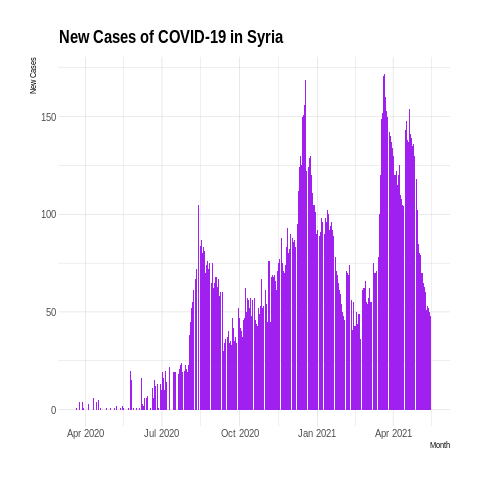 New Cases of COVID-19 in Syria
New Cases
150
100
50
0
Apr 2020
Jul 2020
Oct 2020
Jan 2021
Apr 2021
Month